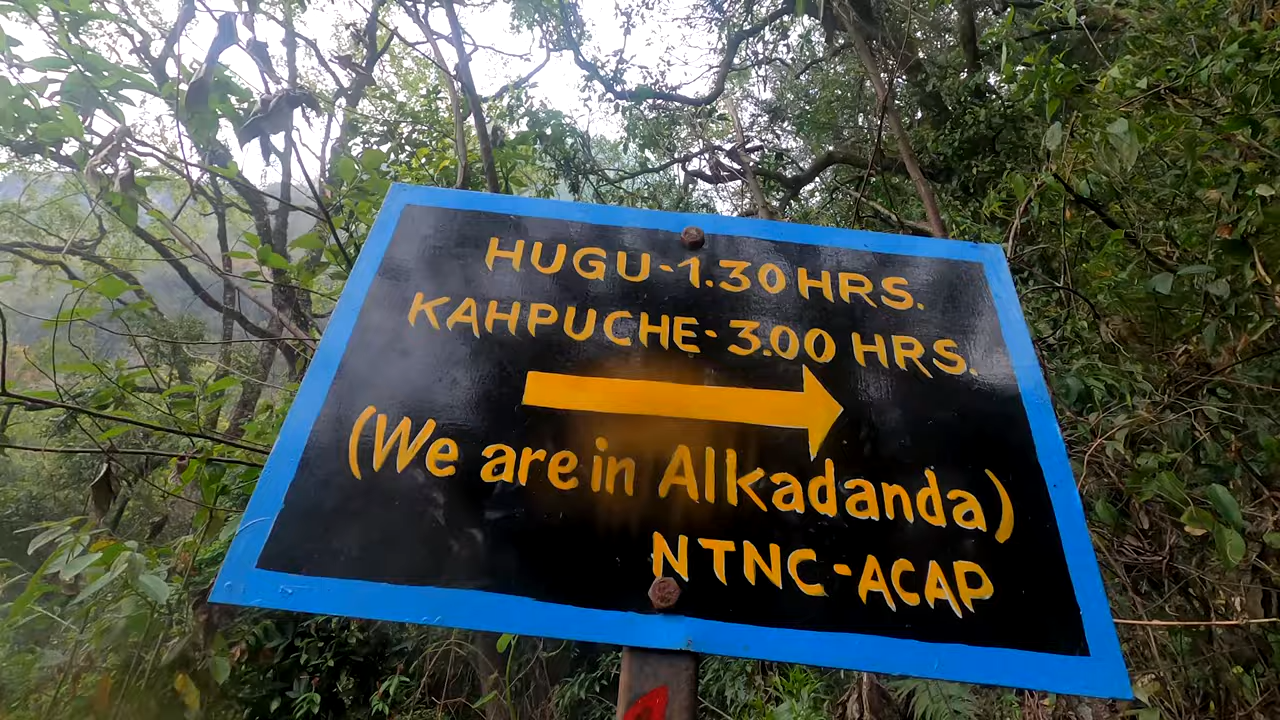 HUGU-1.30 HRS.
KAHPUCHE-3.00 HRS.
(We are in Alkadanda)
NTNC-ACAP